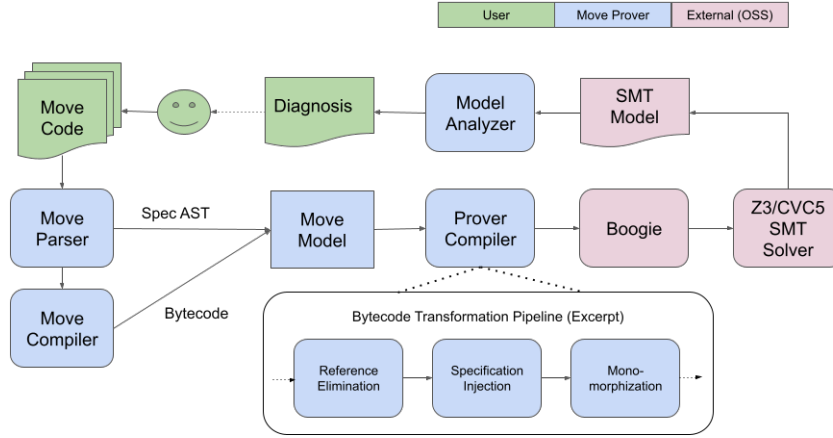 User
Move Prover
External (OSS)
Move
Code
Diagnosis
Model
Analyzer
SMT
Model
Move
Parser
Spec AST
Move
Model
Prover
Compiler
Boogie
Z3/CVC5
SMT
Solver
Move
Compiler
Bytecode
Bytecode Transformation Pipeline (Excerpt)
Reference
Elimination
Specification
Injection
Mono-
morphization